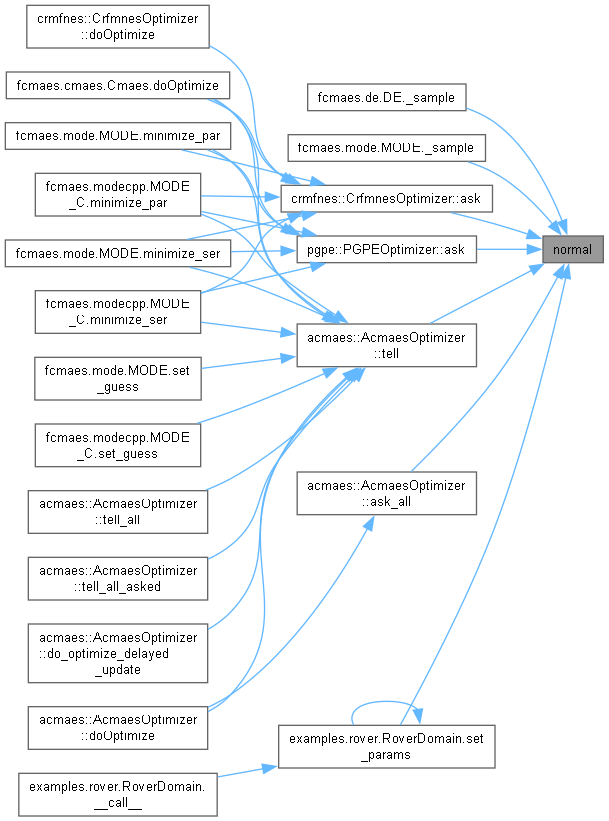 crmfnes::CrfmnesOptimizer::
doOptimize
fcmaes.cmaes.Cmaes.doOptimize
fcmaes.mode.MODE.minimize_par
fcmaes.modecpp.MODE
_C.minimize_par
fcmaes.mode.MODE.minimize_ser
fcmaes.modecpp.MODE
_C.minimize_ser
fcmaes.mode.MODE.set
_guess
fcmaes.modecpp.MODE
_C.set_guess
acmaes::AcmaesOptimizer
::tell_all
acmaes::AcmaesOptimizer
::tell_all_asked
acmaes::AcmaesOptimizer
::do_optimize_delayed
_update
acmaes::AcmaesOptimizer
::doOptimize
examples.rover.RoverDomain.
__call__
fcmaes.de.DE._sample
fcmaes.mode.MODE._sample
crmfnes::CrfmnesOptimizer::ask
pgpe::PGPEOptimizer::ask
acmaes::AcmaesOptimizer
::tell
acmaes::AcmaesOptimizer
::ask_all
examples.rover.RoverDomain.set
_params
normal